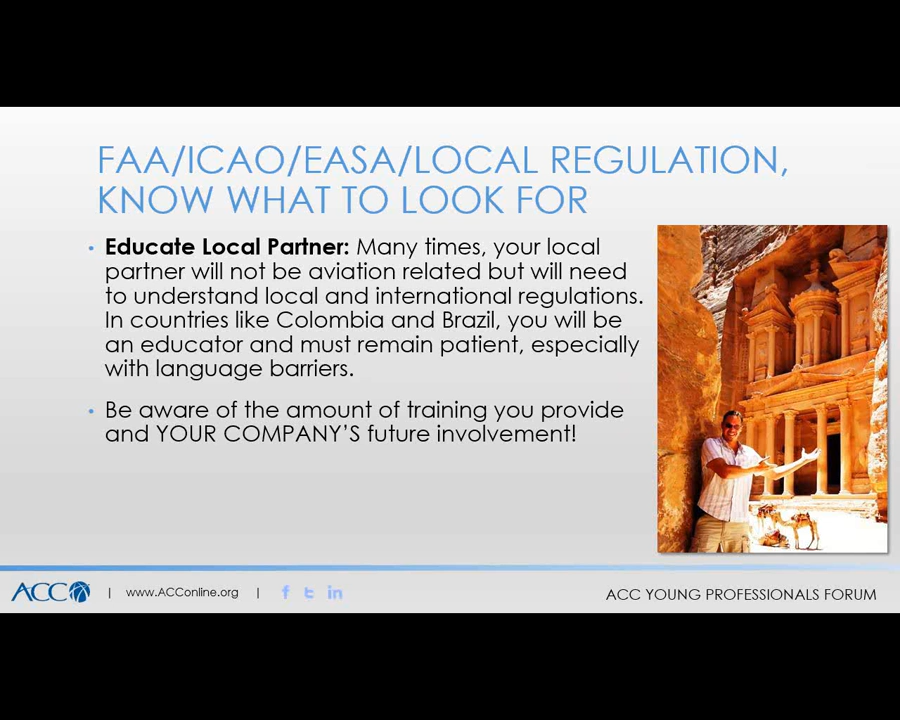 FAA/ICAO/EASA/LOCAL REGULATION,
KNOW WHAT TO LOOK FOR
• Educate Local Partner: Many times, your local
partner will not be aviation related but will need
to understand local and international regulations.
In countries like Colombia and Brazil, you will be
an educator and must remain patient, especially
with language barriers.
• Be aware of the amount of training you provide
and YOUR COMPANY'S future involvement!
ACC | www.ACConline.org | f t in
ACC YOUNG PROFESSIONALS FORUM